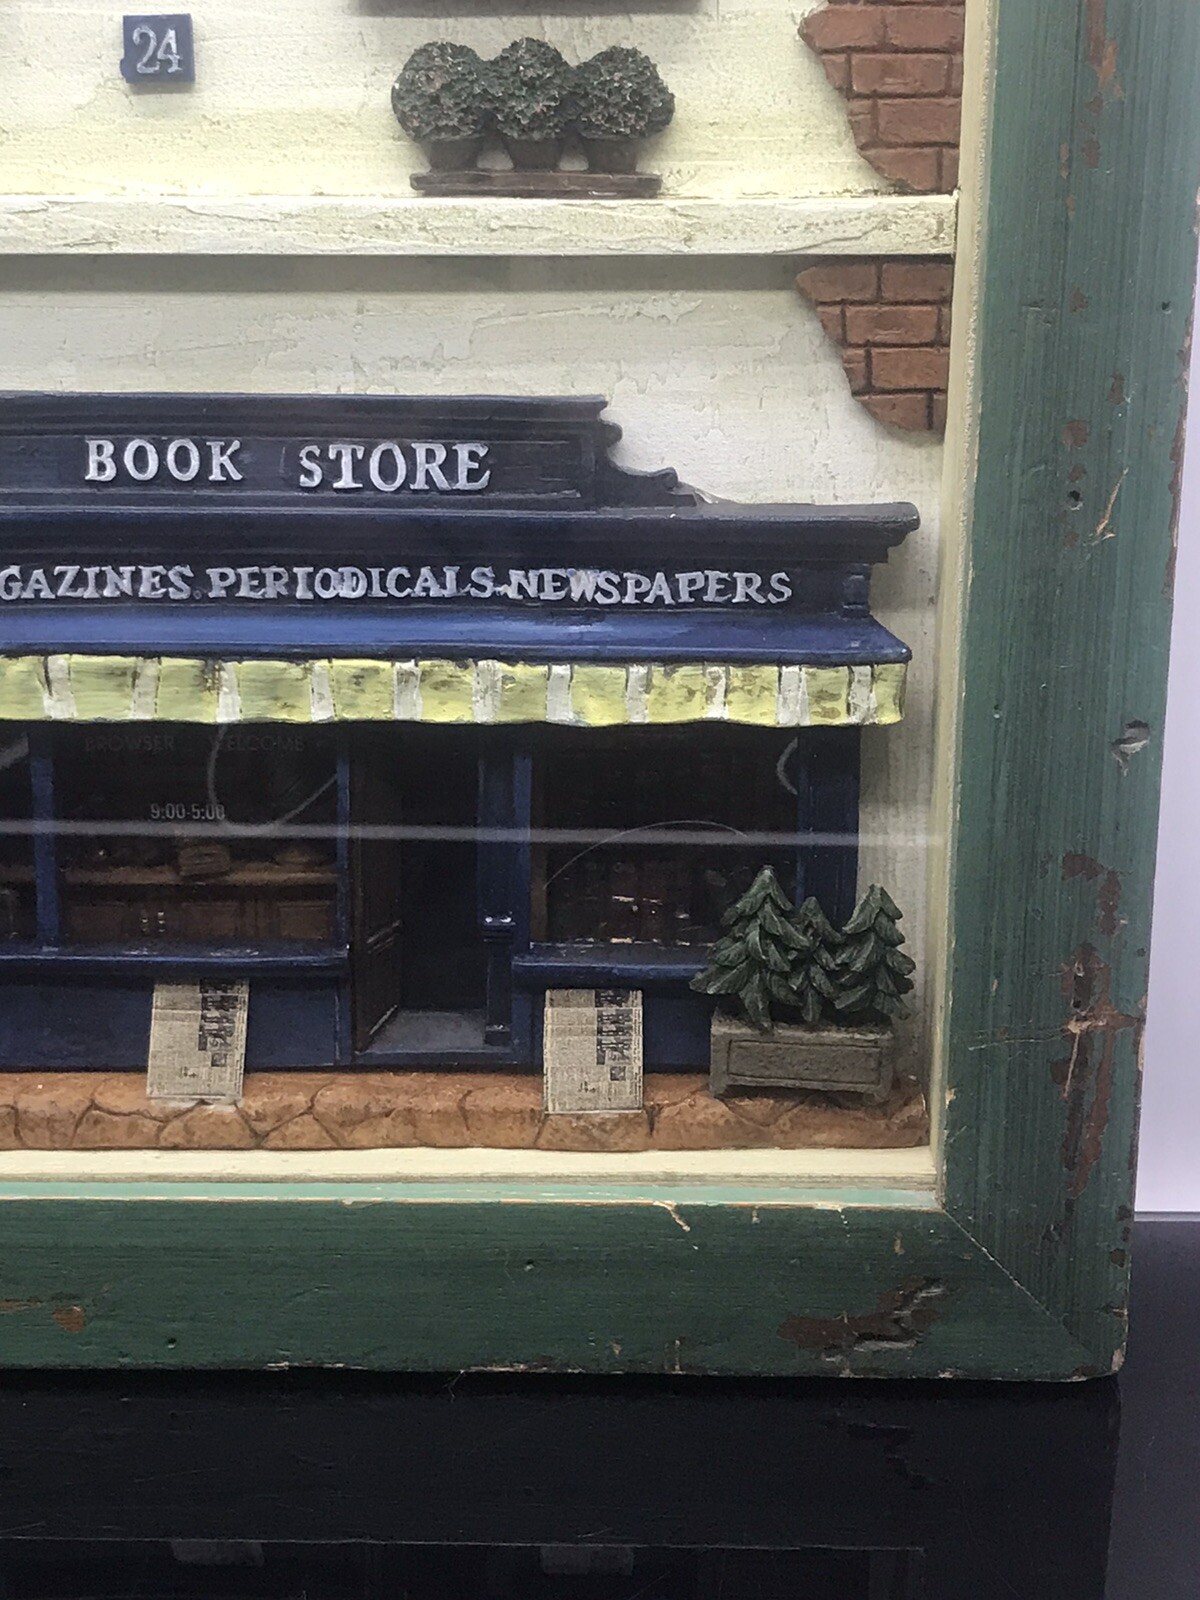 24
BOOK STORE
GAZINES.PERIODICALS.NEWSPAPERS
BROWSER WELCOME
9:00-5:00